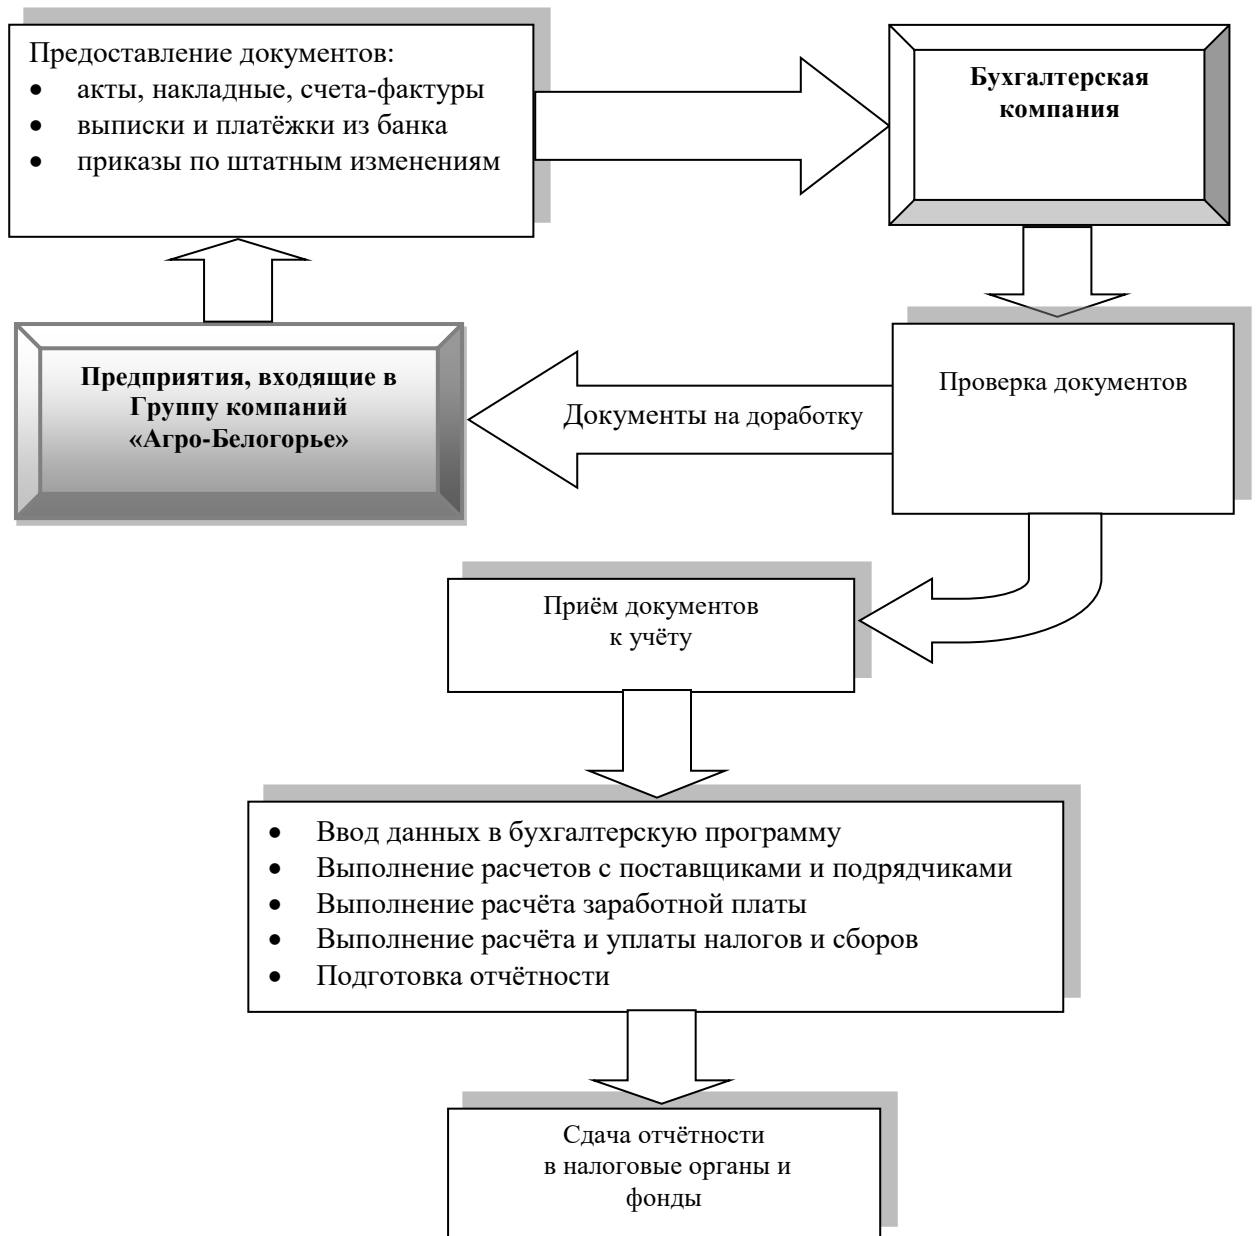 Предоставление документов:
• акты, накладные, счета-фактуры
• выписки и платёжки из банка
• приказы по штатным изменениям
Бухгалтерская
компания
Предприятия, входящие в
Группу компаний
«Агро-Белогорье»
Документы на доработку
Проверка документов
Приём документов
к учёту
• Ввод данных в бухгалтерскую программу
• Выполнение расчетов с поставщиками и подрядчиками
• Выполнение расчёта заработной платы
• Выполнение расчёта и уплаты налогов и сборов
• Подготовка отчётности
Сдача отчётности
в налоговые органы и
фонды